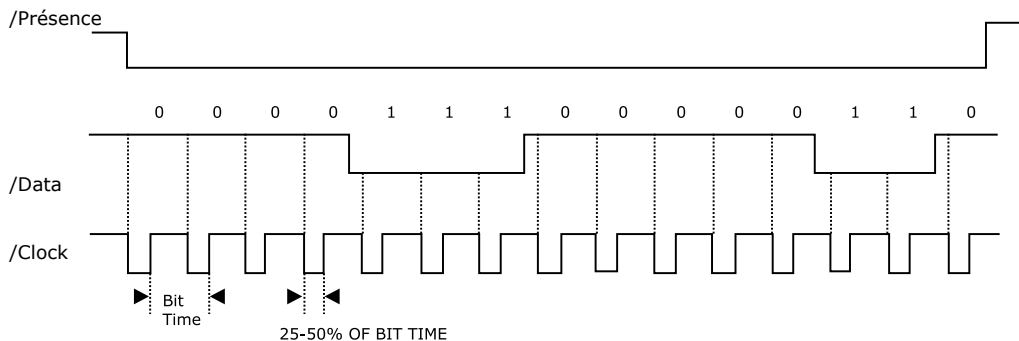 /Présence
0 0 0 0 1 1 1 0 0 0 0 0 1 1 0
/Data
/Clock
Bit
Time
25-50% OF BIT TIME